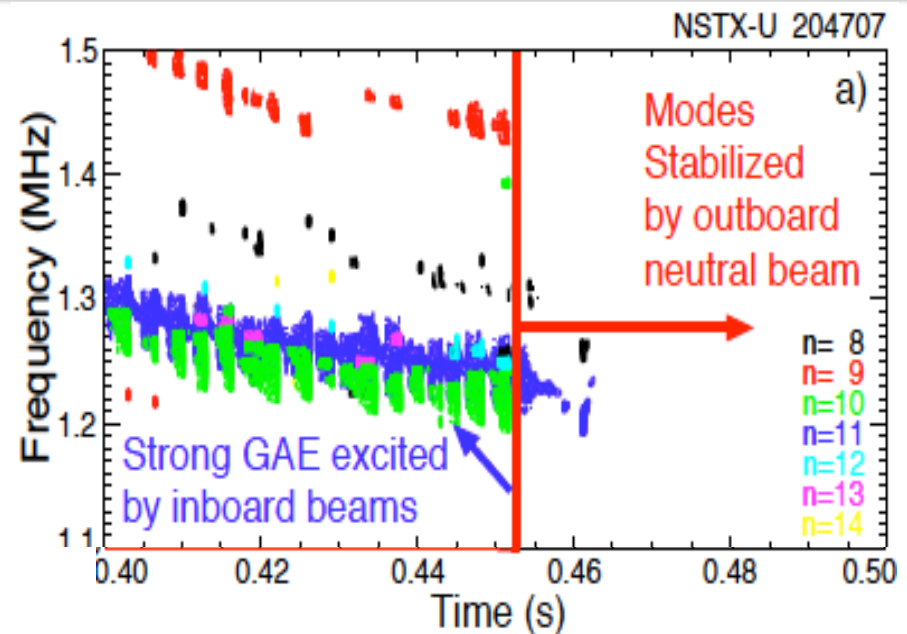 NSTX-U 204707
a)
1.5
1.4
1.3
1.2
1.1
Frequency (MHz)
Modes
Stabilized
by outboard
neutral beam
Strong GAE excited
by inboard beams
n= 8
n= 9
n=10
n=11
n=12
n=13
n=14
0.40 0.42 0.44 0.46 0.48 0.50
Time (s)